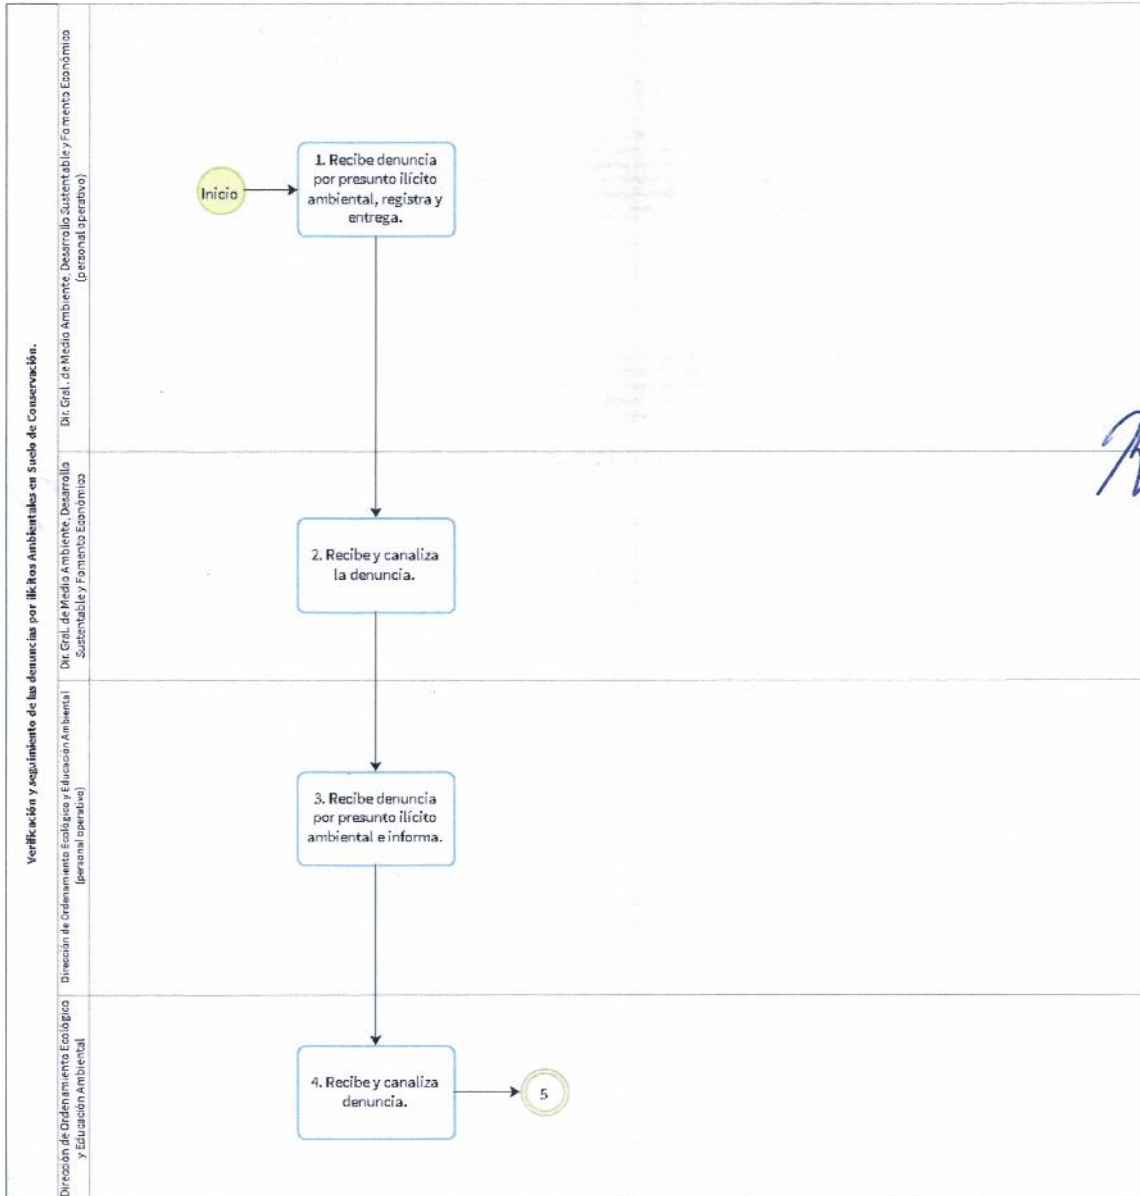 Verificación y seguimiento de las denuncias por ilícitos Ambientales en Suelo de Conservación.
Dir. Gral. de Medio Ambiente, Desarrollo Sustentable y Fomento Económico
(personal operativo)
Inicio
1. Recibe denuncia
por presunto ilícito
ambiental, registra y
entrega.
Dir. Gral. de Medio Ambiente, Desarrollo
Sustentable y Fomento Económico
2. Recibe y canaliza
la denuncia.
Dirección de Ordenamiento Ecológico y Educación Ambiental
(personal operativo)
3. Recibe denuncia
por presunto ilícito
ambiental e informa.
Dirección de Ordenamiento Ecológico
y Educación Ambiental
4. Recibe y canaliza
denuncia.
5